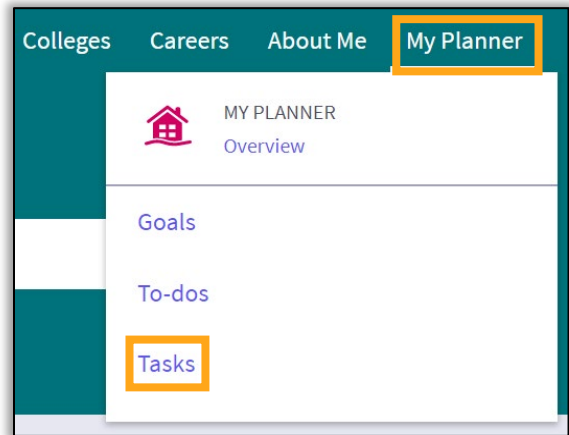 Colleges Careers About Me My Planner
MY PLANNER
Overview
Goals
To-dos
Tasks